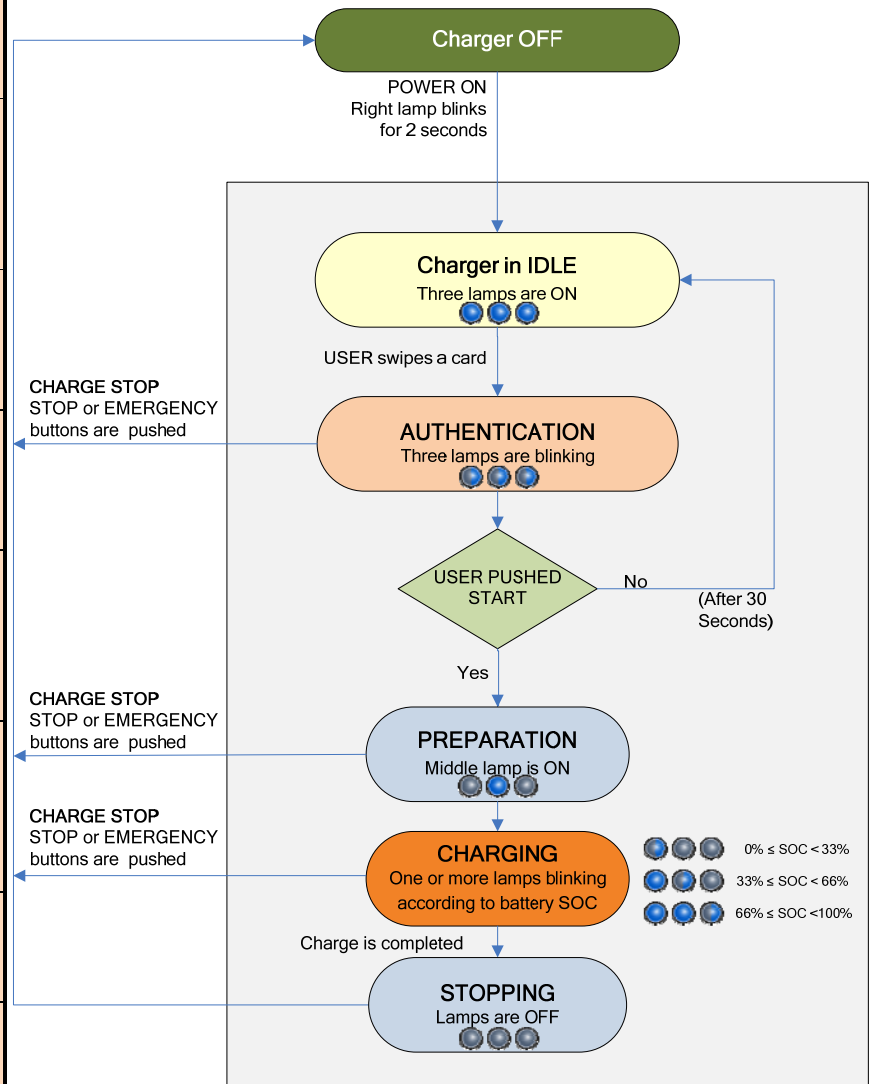 Charger OFF
POWER ON
Right lamp blinks
for 2 seconds
Charger in IDLE
Three lamps are ON
USER swipes a card
CHARGE STOP
STOP or EMERGENCY
buttons are pushed
AUTHENTICATION
Three lamps are blinking
USER PUSHED
START
No
(After 30
Seconds)
Yes
CHARGE STOP
STOP or EMERGENCY
buttons are pushed
PREPARATION
Middle lamp is ON
CHARGE STOP
STOP or EMERGENCY
buttons are pushed
CHARGING
One or more lamps blinking
according to battery SOC
0% ≤ SOC < 33%
33% ≤ SOC < 66%
66% ≤ SOC <100%
Charge is completed
STOPPING
Lamps are OFF